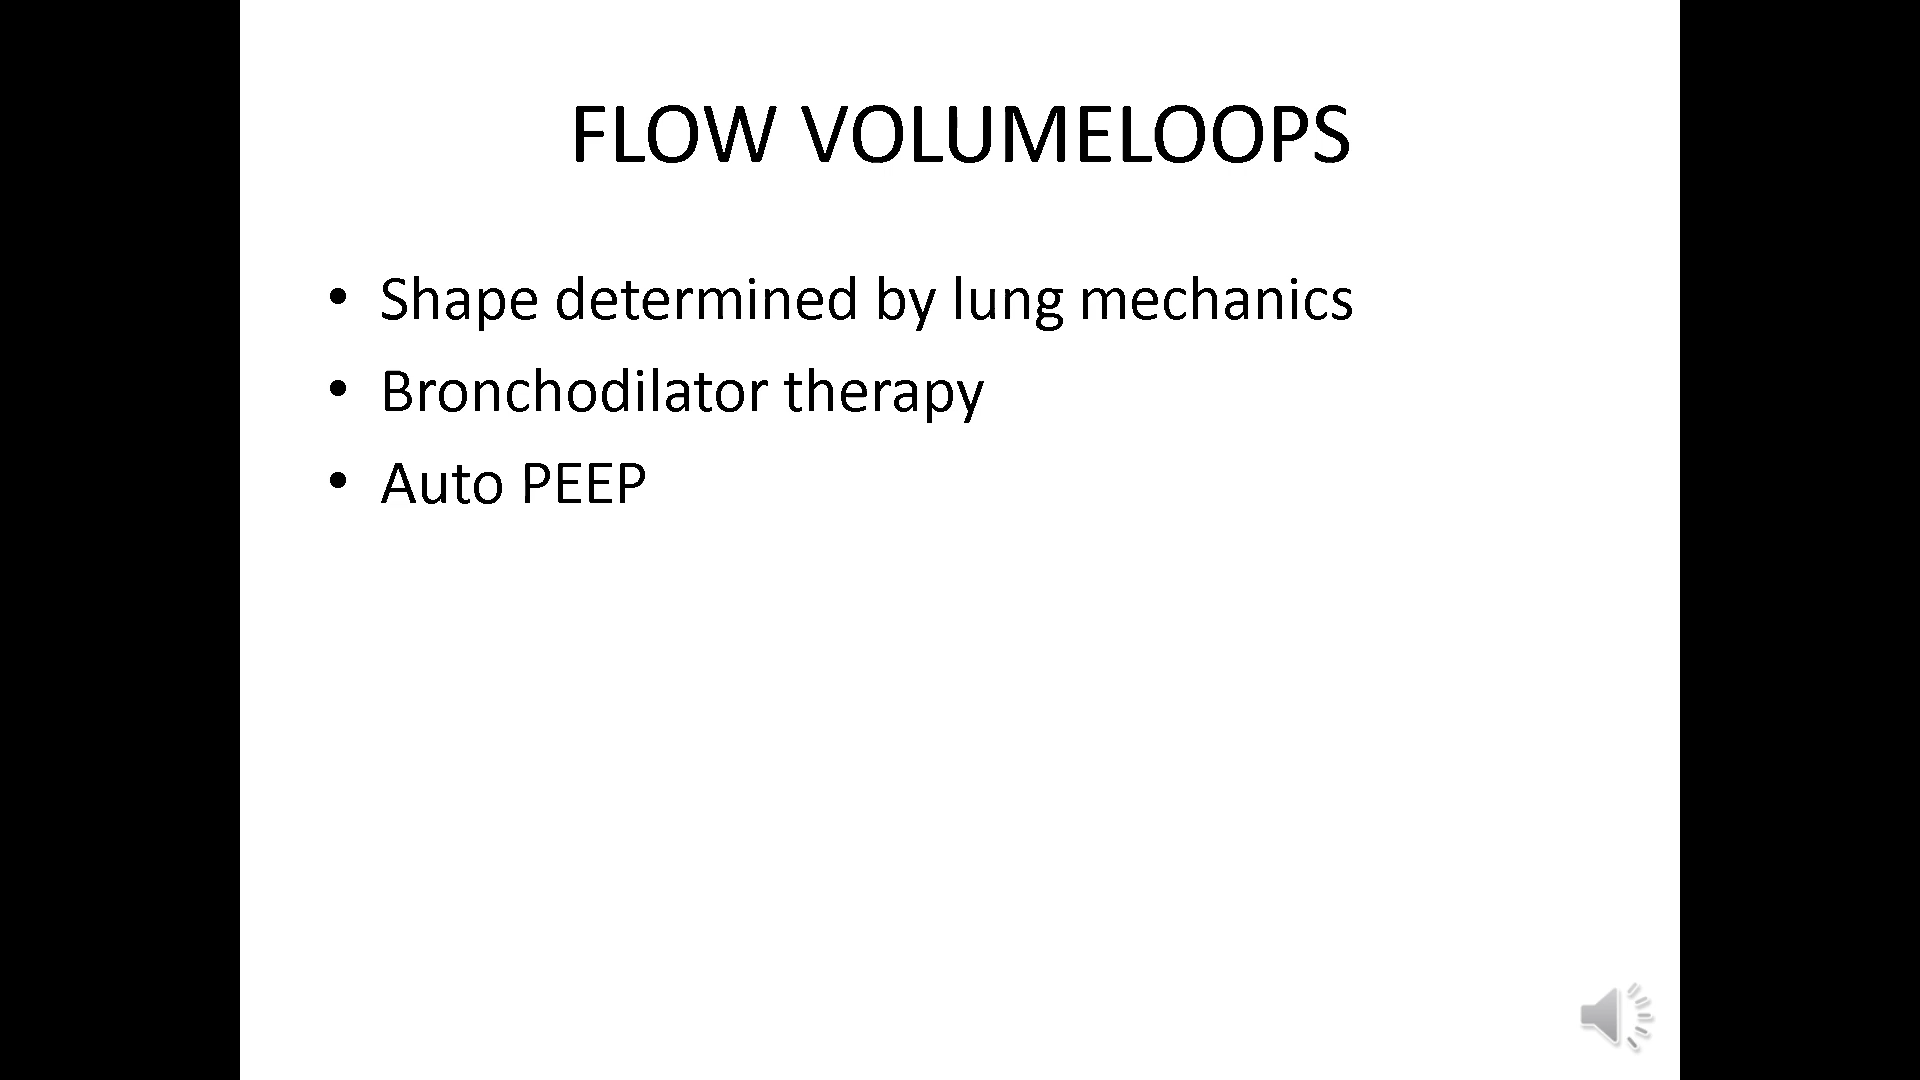 FLOW VOLUMELOOPS
• Shape determined by lung mechanics
• Bronchodilator therapy
• Auto PEEP